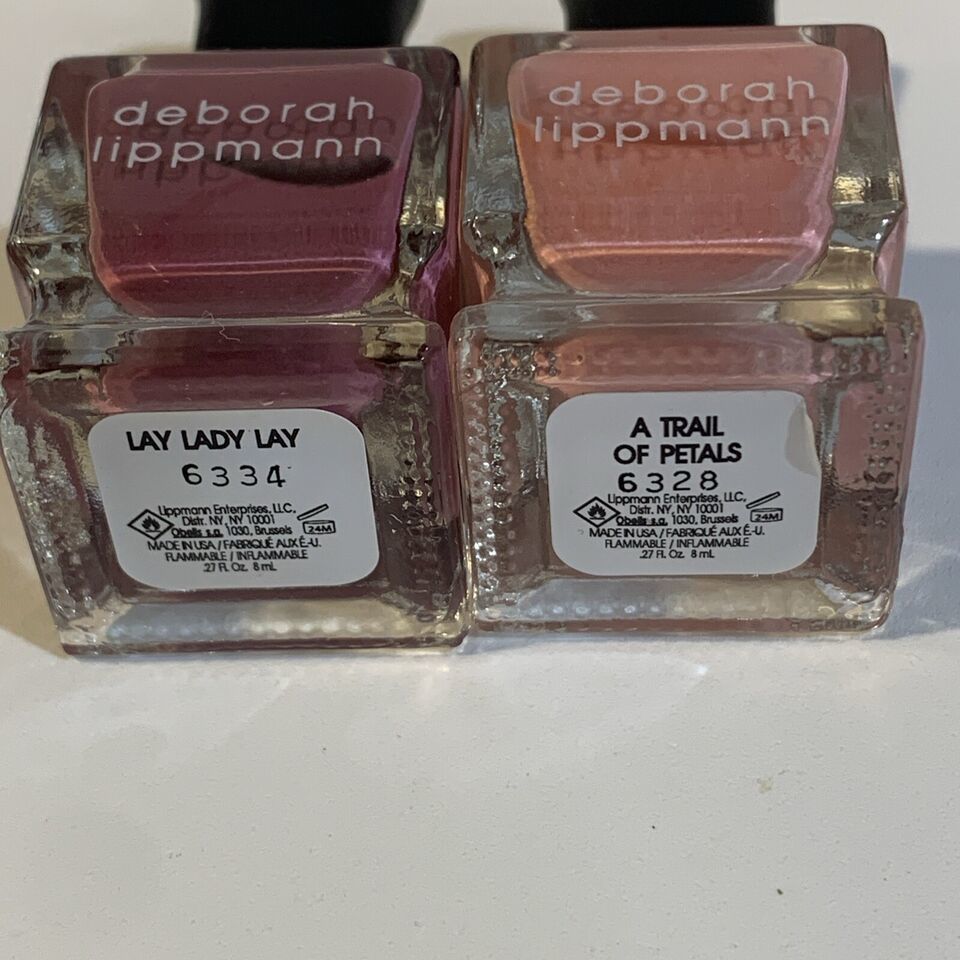 deborah
lippmann
LAY LADY LAY
6334
Lippmann Enterprises, LLC,
Distr. NY, NY 10001
Obelis s.a, 1030, Brussels
24M
MADE IN USA / FABRIQUÉ AUX É.-U.
FLAMMABLE / INFLAMMABLE
.27 Fl. Oz. 8 mL
deborah
lippmann
A TRAIL
OF PETALS
6328
Lippmann Enterprises, LLC,
Distr. NY, NY 10001
Obelis s.a, 1030, Brussels
24M
MADE IN USA / FABRIQUÉ AUX É.-U.
FLAMMABLE / INFLAMMABLE
.27 Fl. Oz. 8 mL